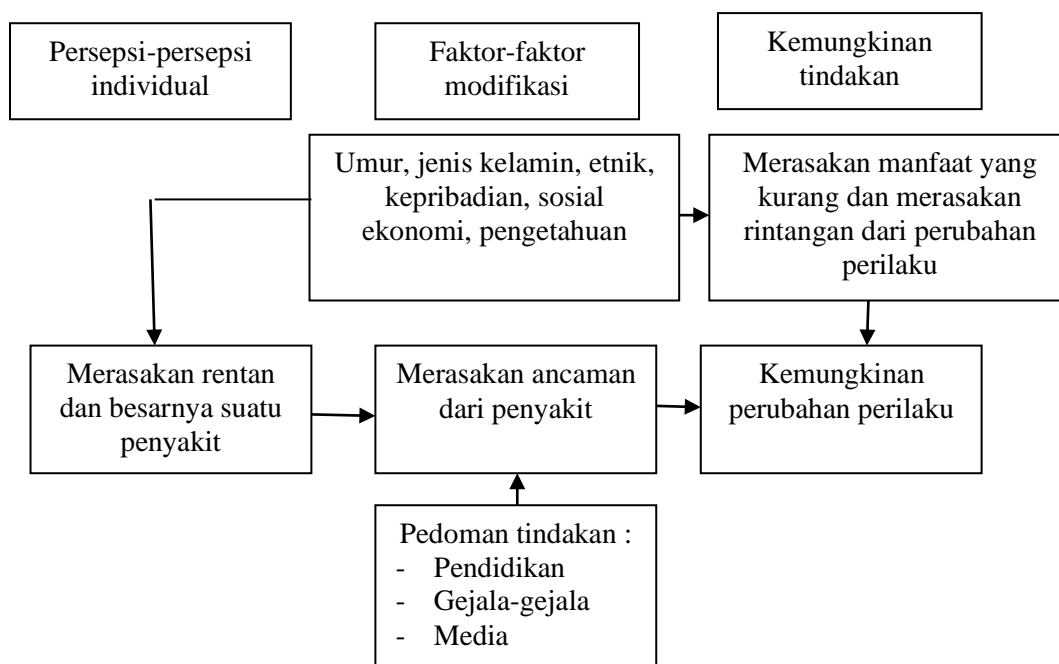 Persepsi-persepsi
individual
Faktor-faktor
modifikasi
Kemungkinan
tindakan
Umur, jenis kelamin, etnik,
kepribadian, sosial
ekonomi, pengetahuan
Merasakan manfaat yang
kurang dan merasakan
rintangan dari perubahan
perilaku
Merasakan rentan
dan besarnya suatu
penyakit
Merasakan ancaman
dari penyakit
Kemungkinan
perubahan perilaku
Pedoman tindakan :
- Pendidikan
- Gejala-gejala
- Media